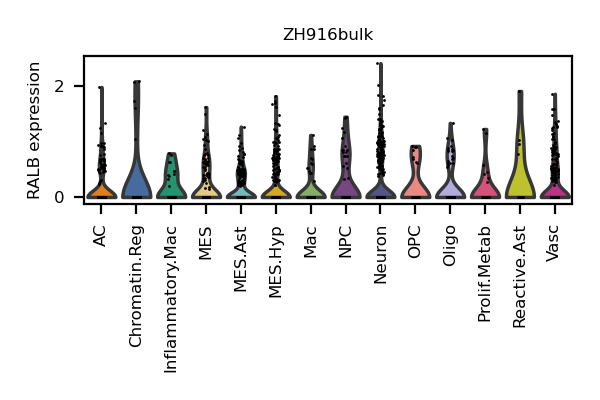 ZH916bulk
RALB expression
2
0
AC
Chromatin.Reg
Inflammatory.Mac
MES
MES.Ast
MES.Hyp
Mac
NPC
Neuron
OPC
Oligo
Prolif.Metab
Reactive.Ast
Vasc